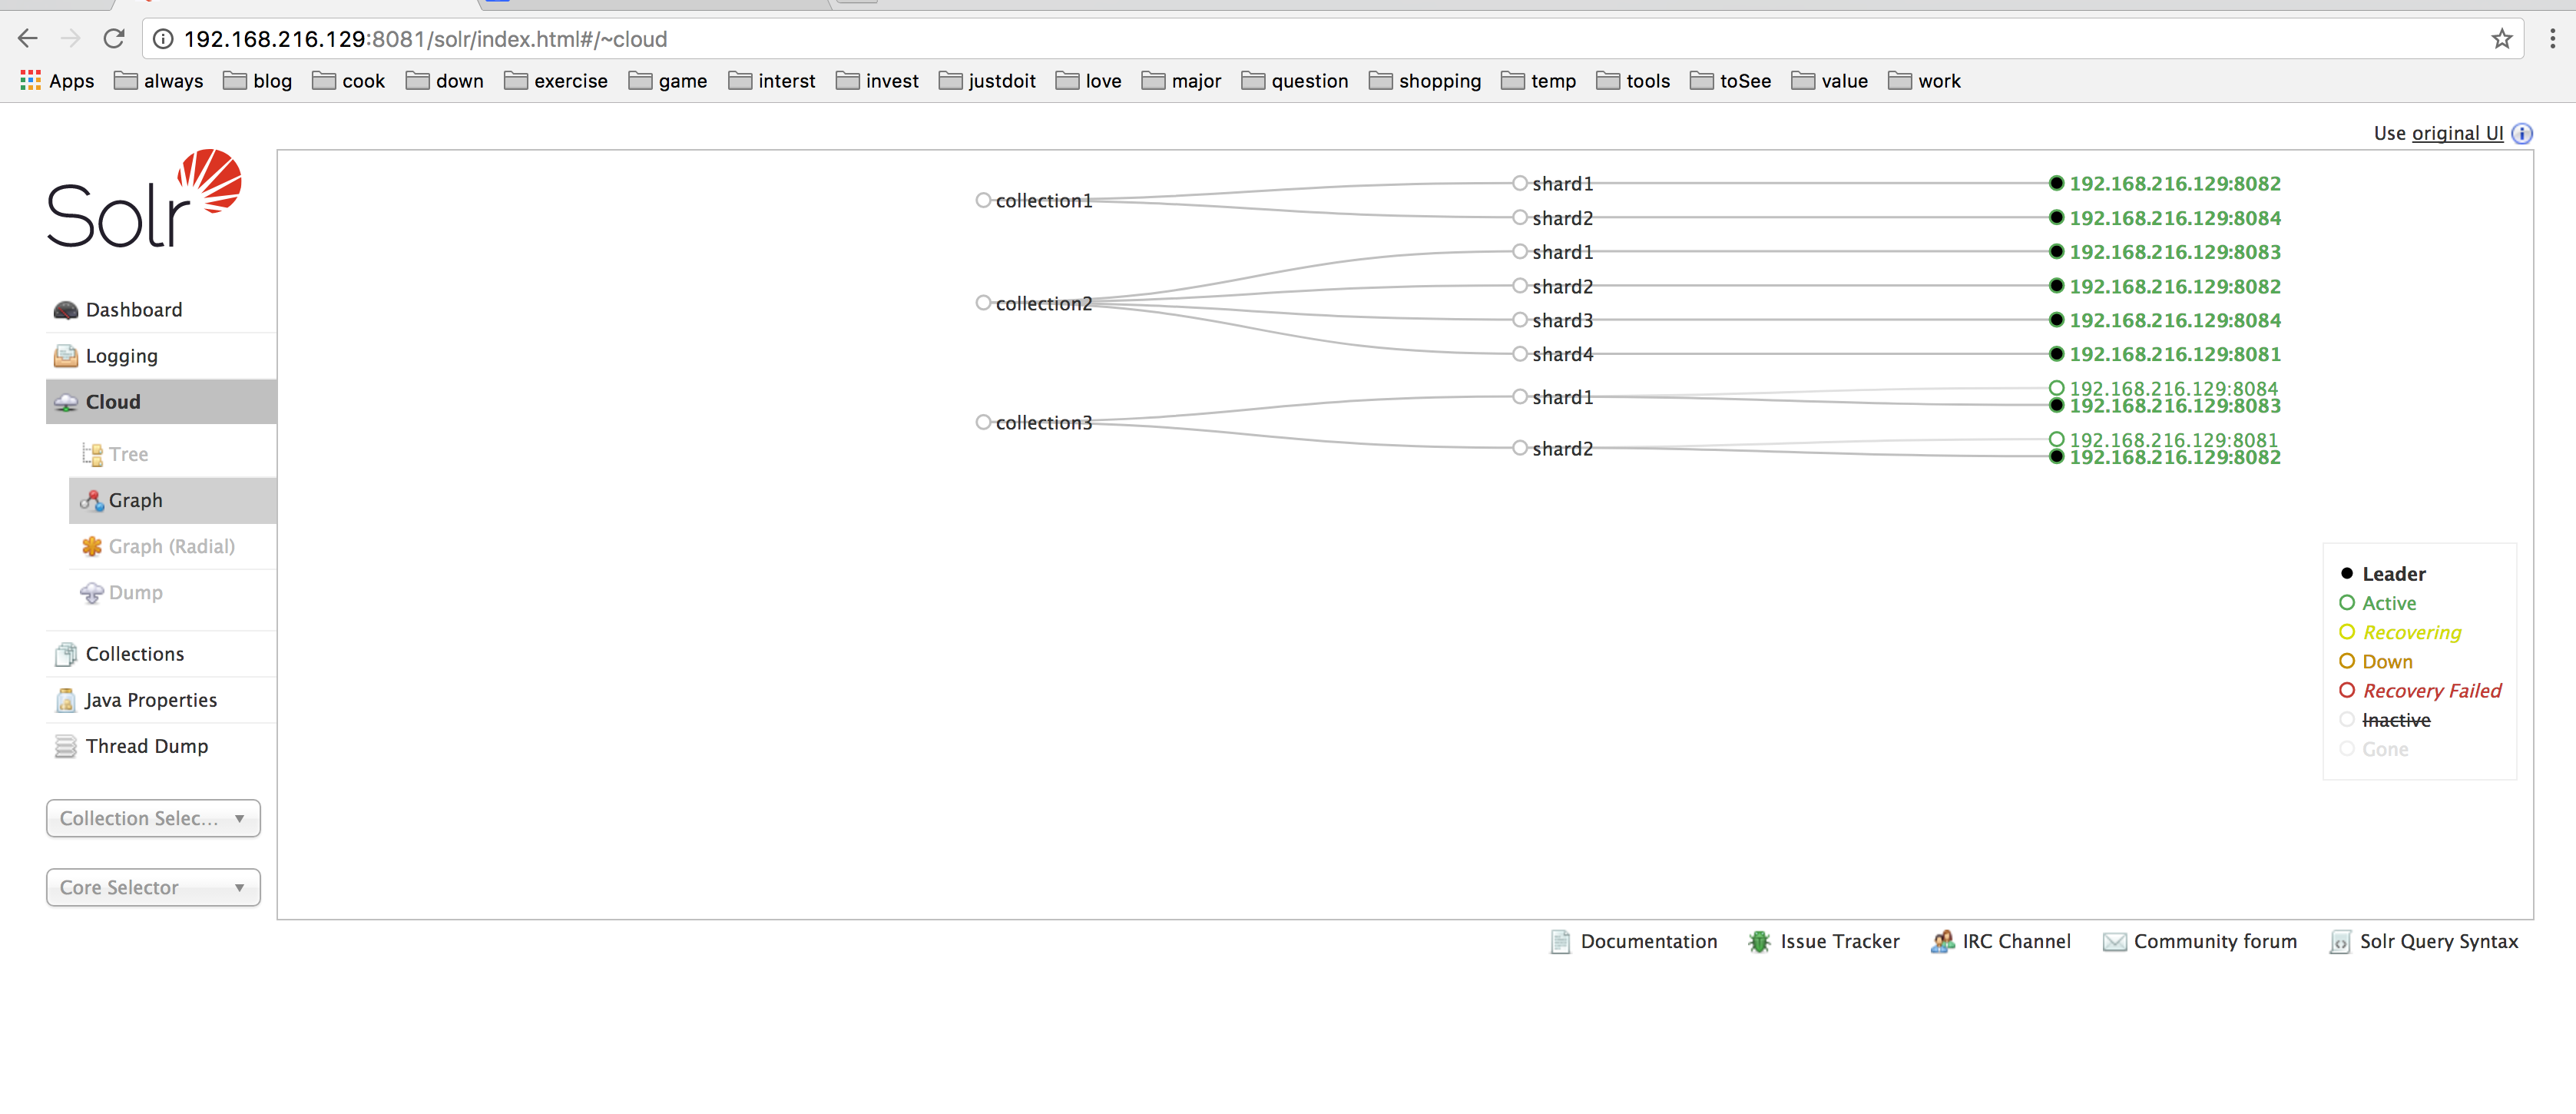 192.168.216.129:8081/solr/index.html#/~cloud
Apps always blog cook down exercise game interst invest justdoit love major question shopping temp tools toSee value work
Use original UI
Solr
Dashboard
Logging
Cloud
Tree
Graph
Graph (Radial)
Dump
Collections
Java Properties
Thread Dump
Collection Selec...
Core Selector
collection1
shard1 192.168.216.129:8082
shard2 192.168.216.129:8084
collection2
shard1 192.168.216.129:8083
shard2 192.168.216.129:8082
shard3 192.168.216.129:8084
shard4 192.168.216.129:8081
collection3
shard1
192.168.216.129:8084
192.168.216.129:8083
shard2
192.168.216.129:8081
192.168.216.129:8082
Leader
Active
Recovering
Down
Recovery Failed
Inactive
Gone
Documentation Issue Tracker IRC Channel Community forum Solr Query Syntax